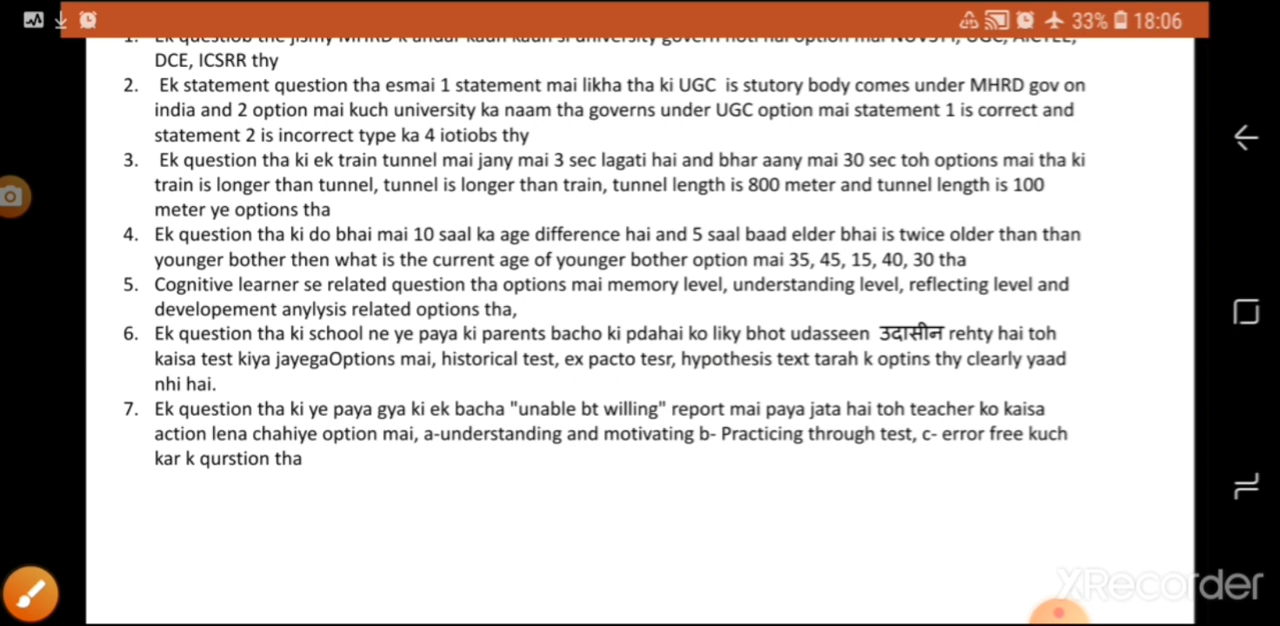 33% 18:06
DCE, ICSRR thy
2. Ek statement question tha esmai 1 statement mai likha tha ki UGC is stutory body comes under MHRD gov on
india and 2 option mai kuch university ka naam tha governs under UGC option mai statement 1 is correct and
statement 2 is incorrect type ka 4 iotiobs thy
3. Ek question tha ki ek train tunnel mai jany mai 3 sec lagati hai and bhar aany mai 30 sec toh options mai tha ki
train is longer than tunnel, tunnel is longer than train, tunnel length is 800 meter and tunnel length is 100
meter ye options tha
4. Ek question tha ki do bhai mai 10 saal ka age difference hai and 5 saal baad elder bhai is twice older than than
younger bother then what is the current age of younger bother option mai 35, 45, 15, 40, 30 tha
5. Cognitive learner se related question tha options mai memory level, understanding level, reflecting level and
developement anylysis related options tha,
6. Ek question tha ki school ne ye paya ki parents bacho ki pdahai ko liky bhot udasseen उदासीन rehty hai toh
kaisa test kiya jayegaOptions mai, historical test, ex pacto tesr, hypothesis text tarah k optins thy clearly yaad
nhi hai.
7. Ek question tha ki ye paya gya ki ek bacha "unable bt willing" report mai paya jata hai toh teacher ko kaisa
action lena chahiye option mai, a-understanding and motivating b- Practicing through test, c- error free kuch
kar k qurstion tha
XRecorder